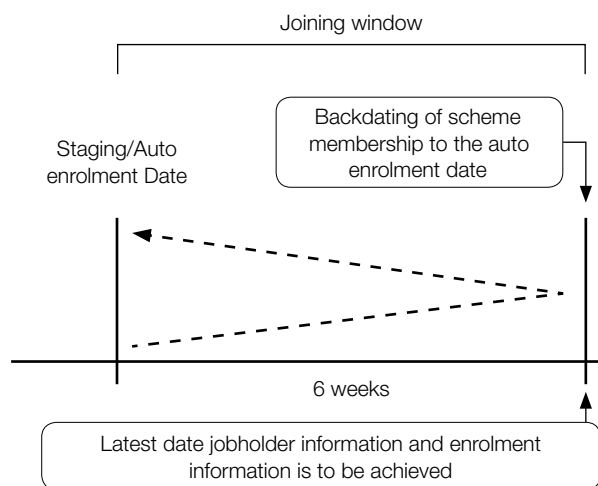 Joining window
Backdating of scheme
membership to the auto
enrolment date
Staging/Auto
enrolment Date
6 weeks
Latest date jobholder information and enrolment
information is to be achieved